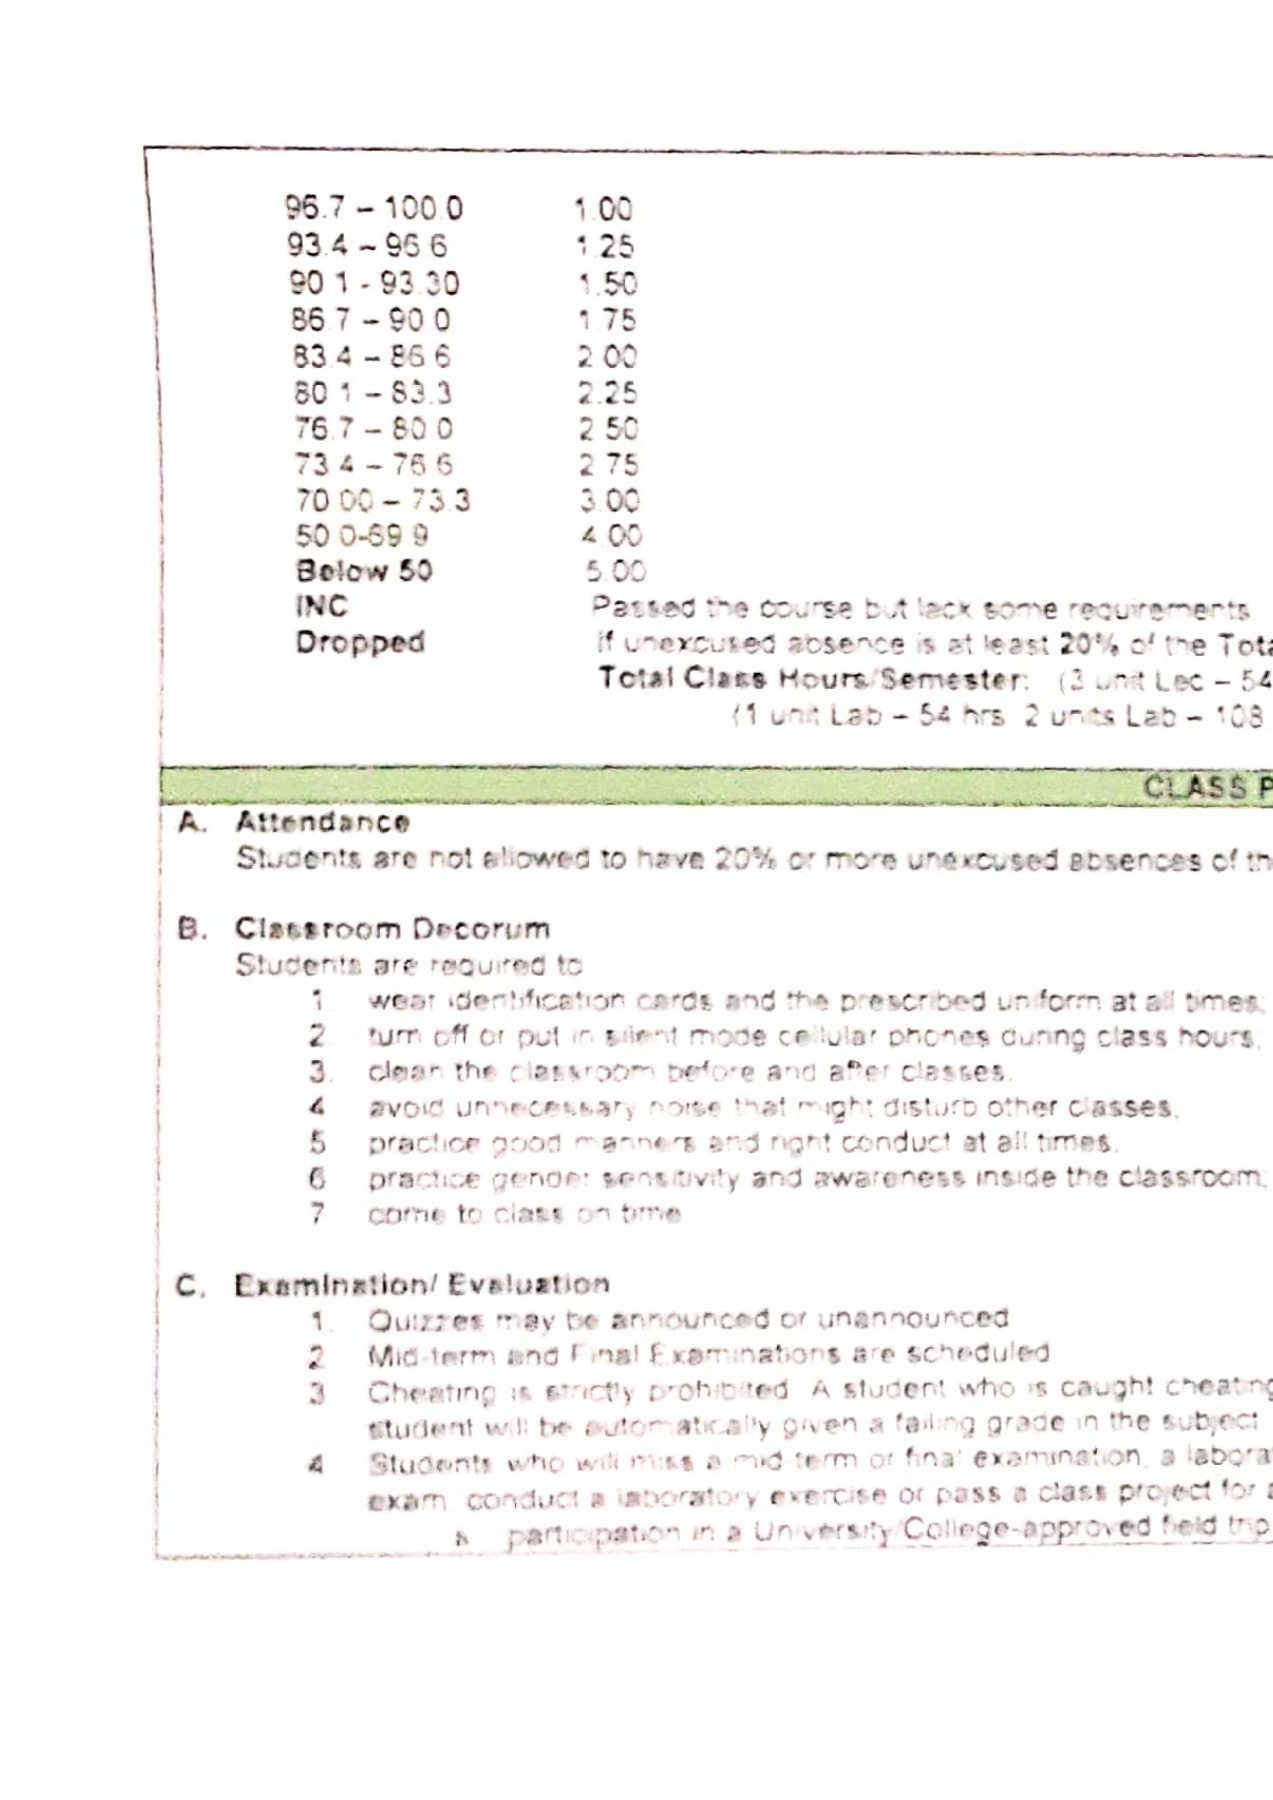 96.7 – 100.0 1.00
93.4 – 96.6 1.25
90.1 - 93.30 1.50
86.7 – 90.0 1.75
83.4 – 86.6 2.00
80.1 – 83.3 2.25
76.7 – 80.0 2.50
73.4 – 76.6 2.75
70.00 – 73.3 3.00
50.0-69.9 4.00
Below 50 5.00
INC Passed the course but lack some requirements.
Dropped If unexcused absence is at least 20% of the Tota
Total Class Hours/Semester: (3 unit Lec – 54
(1 unit Lab – 54 hrs 2 units Lab – 108
CLASS P
A. Attendance
Students are not allowed to have 20% or more unexcused absences of th
B. Classroom Decorum
Students are required to
1 wear identification cards and the prescribed uniform at all times;
2 turn off or put in silent mode cellular phones during class hours;
3. clean the classroom before and after classes.
4 avoid unnecessary noise that might disturb other classes.
5 practice good manners and right conduct at all times.
6 practice gender sensitivity and awareness inside the classroom;
7 come to class on time
C. Examination/ Evaluation
1. Quizzes may be announced or unannounced
2 Mid-term and Final Examinations are scheduled
3 Cheating is strictly prohibited. A student who is caught cheating
student will be automatically given a failing grade in the subject
4 Students who will miss a mid-term or final examination, a labora
exam, conduct a laboratory exercise or pass a class project for a
participation in a University/College-approved field trip